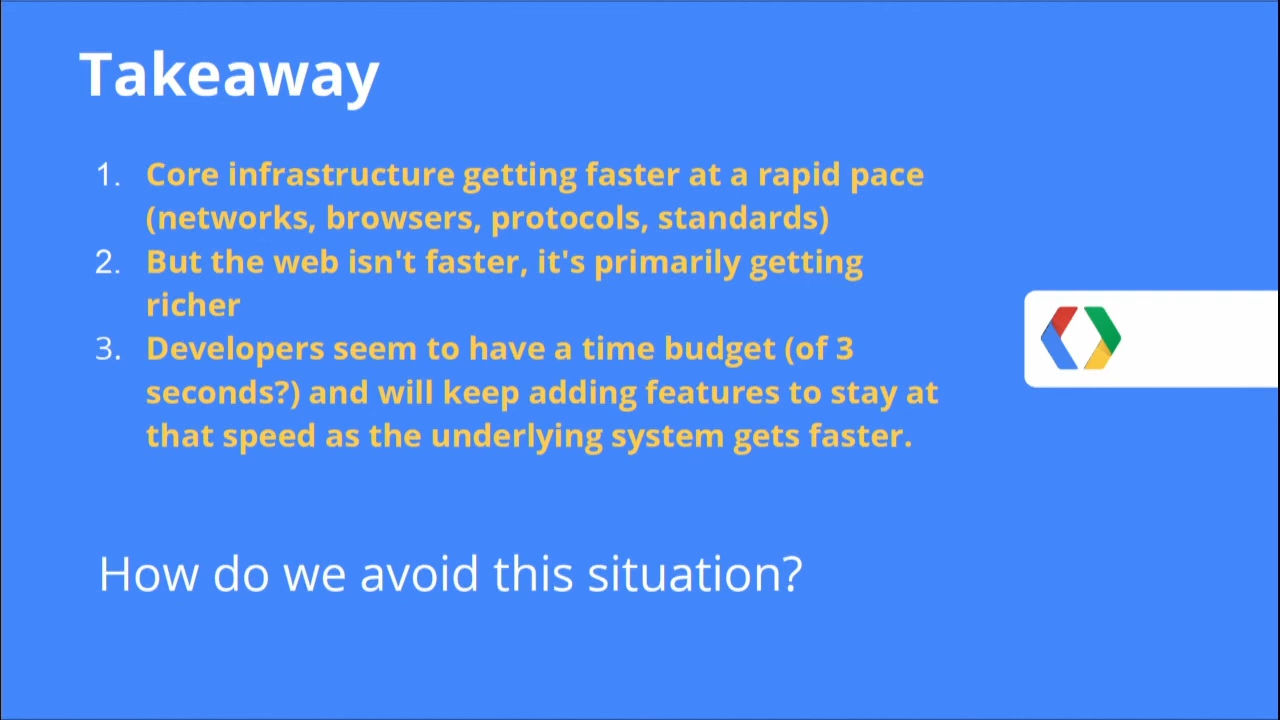 Takeaway
1. Core infrastructure getting faster at a rapid pace
(networks, browsers, protocols, standards)
2. But the web isn't faster, it's primarily getting
richer
3. Developers seem to have a time budget (of 3
seconds?) and will keep adding features to stay at
that speed as the underlying system gets faster.
How do we avoid this situation?